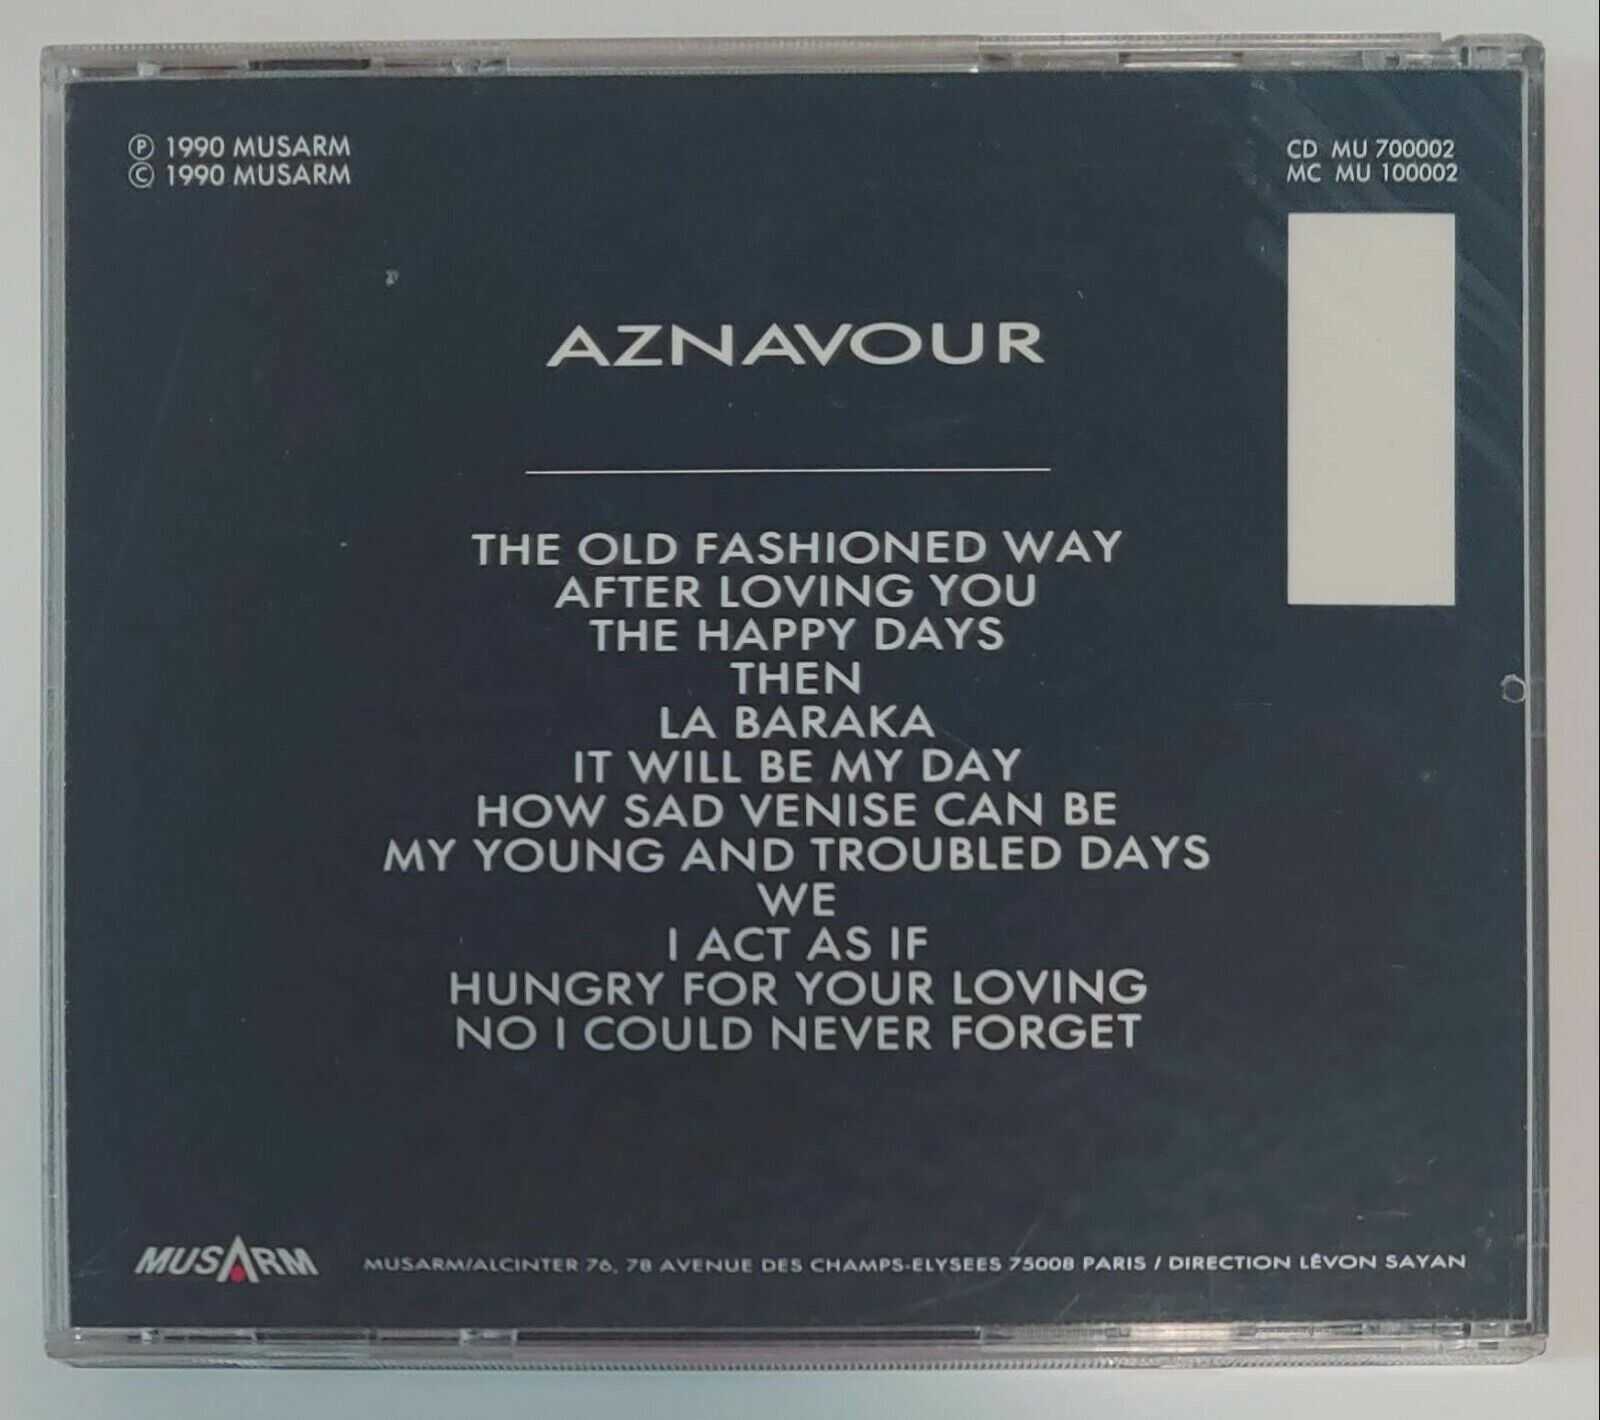 Ⓟ 1990 MUSARM
© 1990 MUSARM
CD MU 700002
MC MU 100002
AZNAVOUR
THE OLD FASHIONED WAY
AFTER LOVING YOU
THE HAPPY DAYS
THEN
LA BARAKA
IT WILL BE MY DAY
HOW SAD VENISE CAN BE
MY YOUNG AND TROUBLED DAYS
WE
I ACT AS IF
HUNGRY FOR YOUR LOVING
NO I COULD NEVER FORGET
MUSARM
MUSARM/ALCINTER 76, 78 AVENUE DES CHAMPS-ELYSEES 75008 PARIS / DIRECTION LÊVON SAYAN